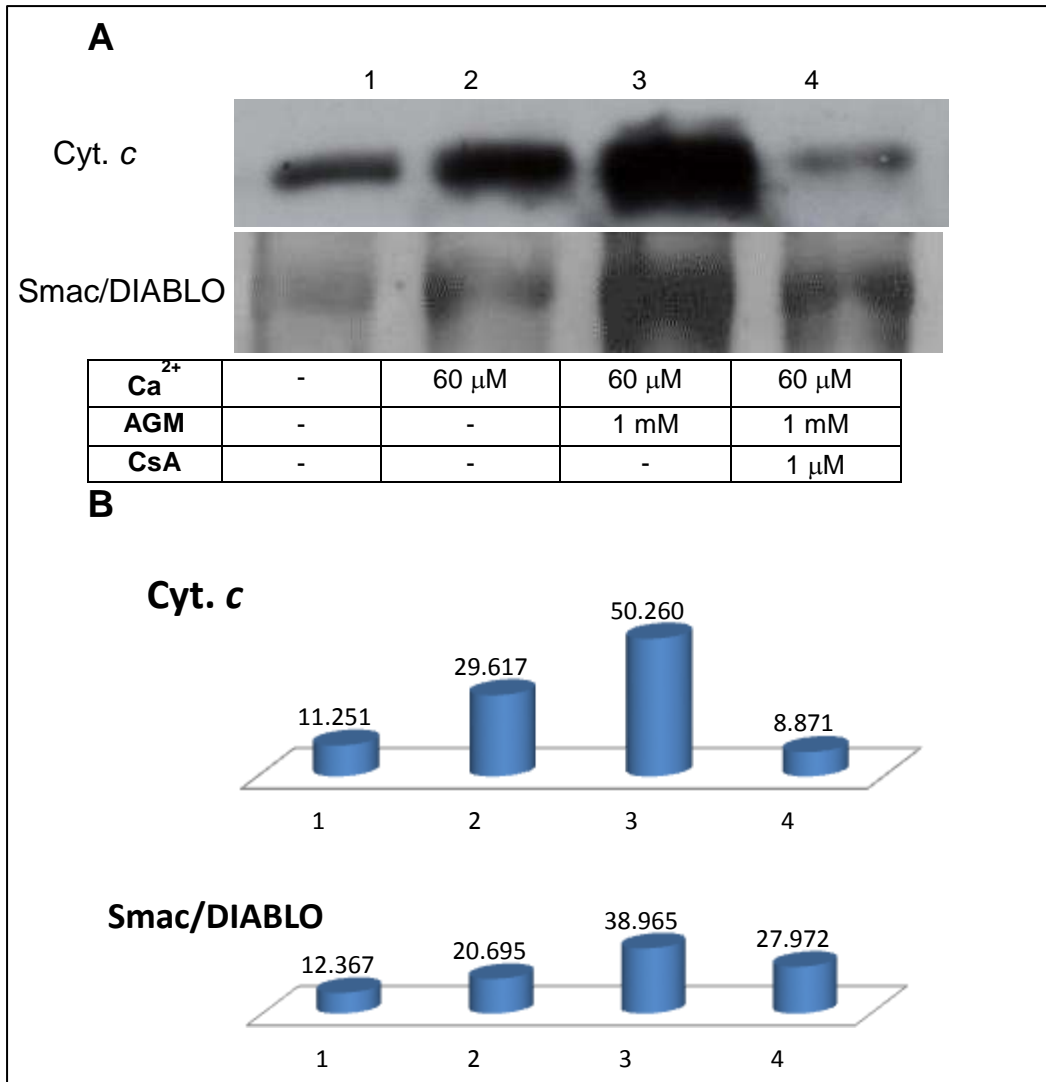 A
1 2 3 4
Cyt. c
Smac/DIABLO
Ca2+ - 60 μM 60 μM 60 μM
AGM - - 1 mM 1 mM
CsA - - - 1 μM
B
Cyt. c
11.251 29.617 50.260 8.871
1 2 3 4
Smac/DIABLO
12.367 20.695 38.965 27.972
1 2 3 4